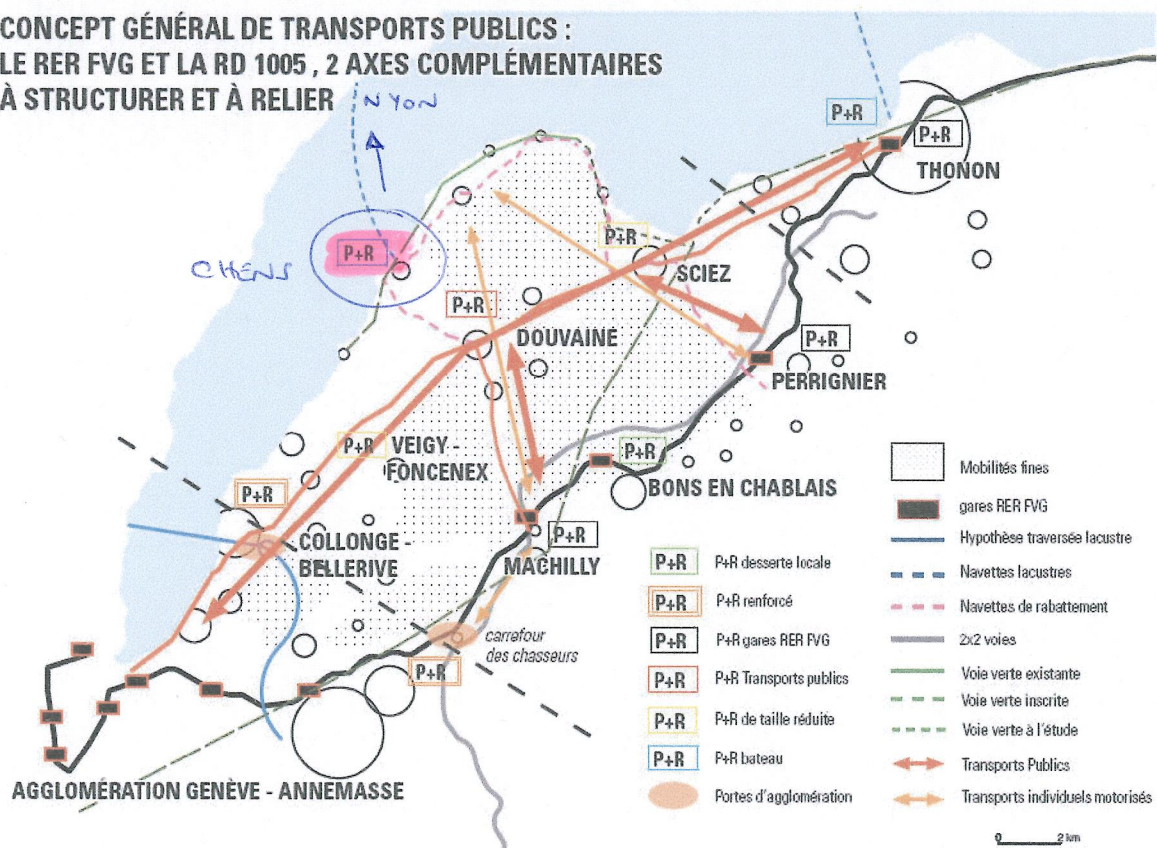 CONCEPT GÉNÉRAL DE TRANSPORTS PUBLICS :
LE RER FVG ET LA RD 1005 , 2 AXES COMPLÉMENTAIRES
À STRUCTURER ET À RELIER
NYON
P+R
P+R
THONON
P+R
CHENS
P+R
SCIEZ
P+R
DOUVAINE
P+R
PERRIGNIER
P+R
VEIGY -
FONCENEX
P+R
BONS EN CHABLAIS
P+R
COLLONGE -
BELLERIVE
P+R
MACHILLY
carrefour
des chasseurs
P+R
AGGLOMÉRATION GENÈVE - ANNEMASSE
P+R P+R desserte locale
P+R P+R renforcé
P+R P+R gares RER FVG
P+R P+R Transports publics
P+R P+R de taille réduite
P+R P+R bateau
Portes d'agglomération
Mobilités fines
gares RER FVG
Hypothèse traversée lacustre
Navettes lacustres
Navettes de rabattement
2x2 voies
Voie verte existante
Voie verte inscrite
Voie verte à l'étude
Transports Publics
Transports individuels motorisés
0 2 km